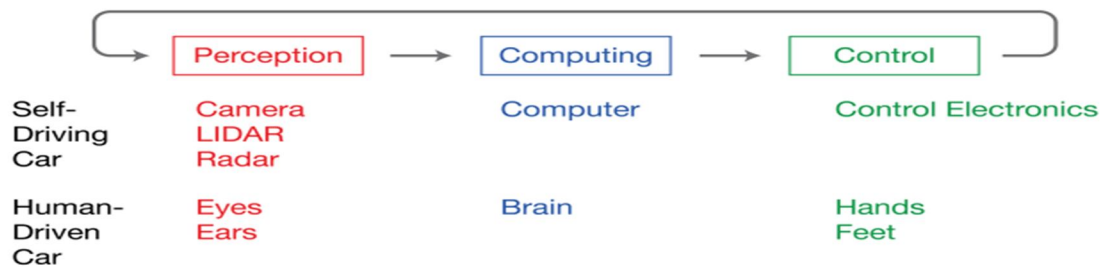 Perception Computing Control
Self- Camera Computer Control Electronics
Driving LIDAR
Car Radar
Human- Eyes Brain Hands
Driven Ears Feet
Car